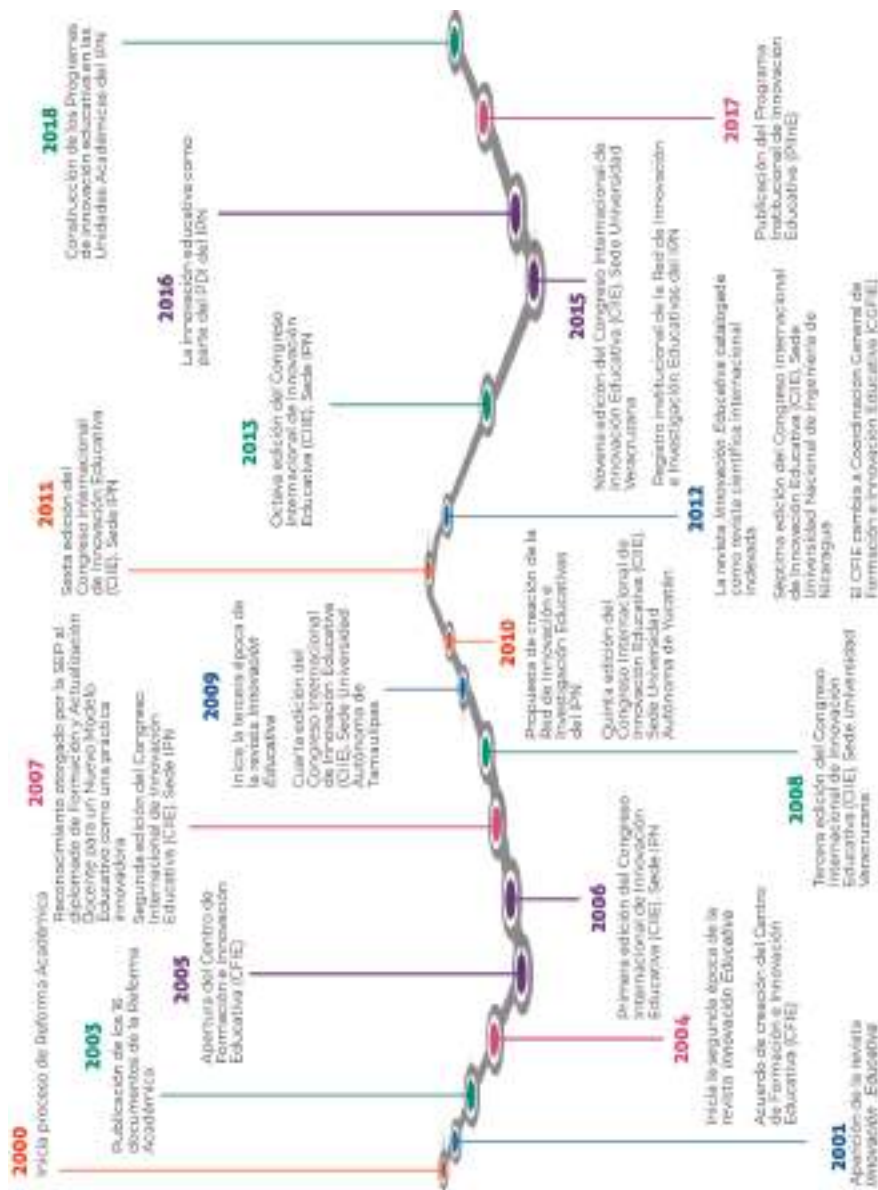 2000
Inicia proceso de Reforma Académica
2001
Aparición de la revista
Innovación Educativa
2003
Publicación de los 16
documentos de la Reforma
Académica
2004
Inicia la segunda época de la
revista Innovación Educativa
Acuerdo de creación del Centro
de Formación e Innovación
Educativa (CFIE)
2005
Apertura del Centro de
Formación e Innovación
Educativa (CFIE)
2006
Primera edición del Congreso
Internacional de Innovación
Educativa (CIIE). Sede IPN
2007
Reconocimiento otorgado por la SEP al
diplomado de Formación y Actualización
Docente para un Nuevo Modelo
Educativo como una práctica
innovadora
Segunda edición del Congreso
Internacional de Innovación
Educativa (CIIE). Sede IPN
2008
Tercera edición del Congreso
Internacional de Innovación
Educativa (CIIE). Sede Universidad
Veracruzana
2009
Inicia la tercera época de
la revista Innovación
Educativa
Cuarta edición del
Congreso Internacional
de Innovación Educativa
(CIIE). Sede Universidad
Autónoma de
Tamaulipas
2010
Propuesta de creación de la
Red de Innovación e
Investigación Educativas
del IPN
Quinta edición del
Congreso Internacional de
Innovación Educativa (CIIE).
Sede Universidad
Autónoma de Yucatán
2011
Sexta edición del
Congreso Internacional
de Innovación Educativa
(CIIE). Sede IPN
2012
La revista Innovación Educativa catalogada
como revista científica internacional
indexada
Séptima edición del Congreso Internacional
de Innovación Educativa (CIIE). Sede
Universidad Nacional de Ingeniería de
Nicaragua
El CFIE cambia a Coordinación General de
Formación e Innovación Educativa (CGFIE)
2013
Octava edición del Congreso
Internacional de Innovación
Educativa (CIIE). Sede IPN
2015
Novena edición del Congreso Internacional de
Innovación Educativa (CIIE). Sede Universidad
Veracruzana
Registro institucional de la Red de Innovación
e Investigación Educativas del IPN
2016
La innovación educativa como
parte del PDI del IPN
2017
Publicación del Programa
Institucional de Innovación
Educativa (PIInE)
2018
Construcción de los Programas
de innovación educativa en las
Unidades Académicas del IPN